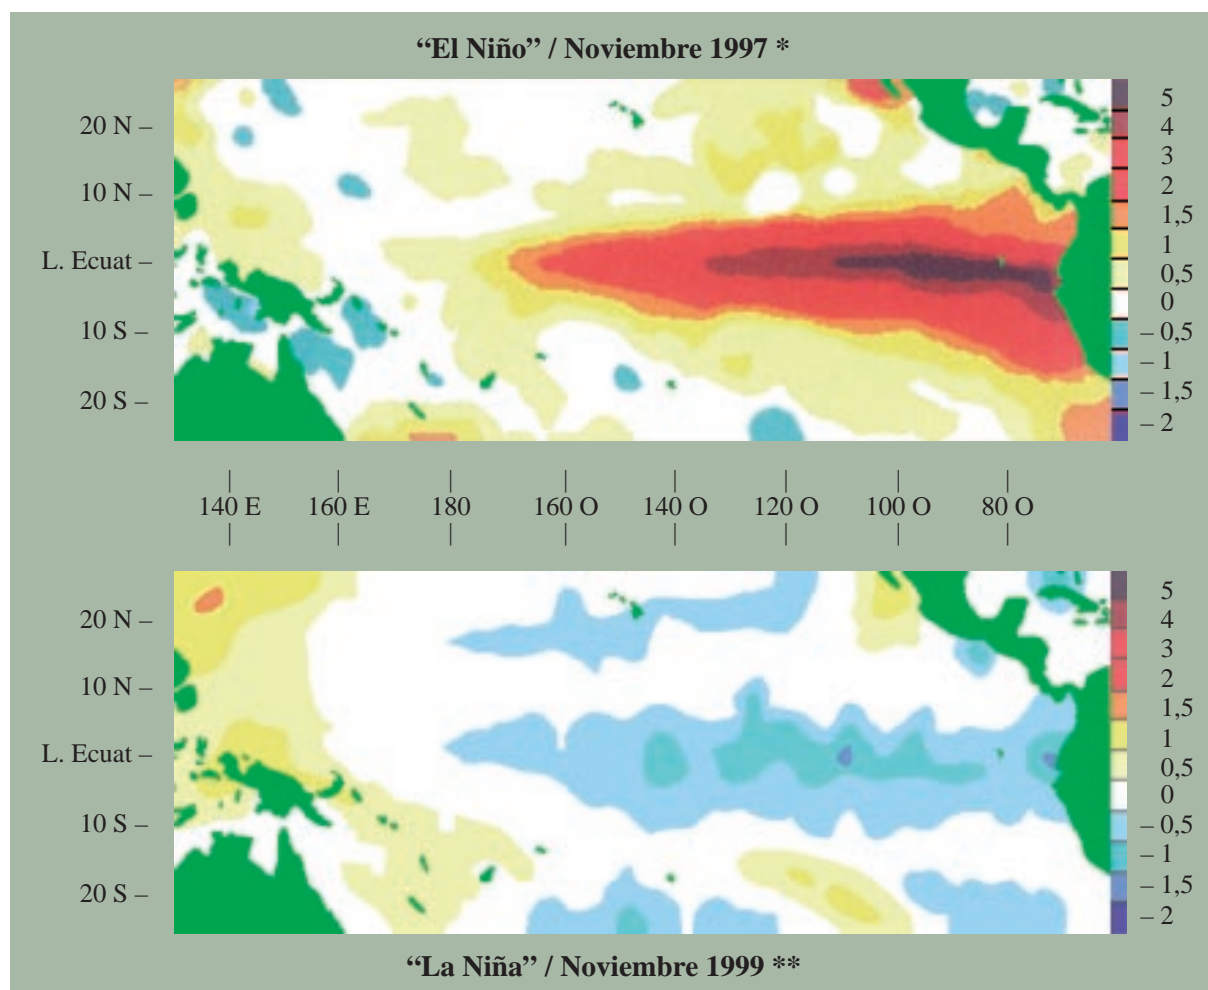 “El Niño” / Noviembre 1997 *
20 N –
10 N –
L. Ecuat –
10 S –
20 S –
5
4
3
2
1,5
1
0,5
0
– 0,5
– 1
– 1,5
– 2
140 E 160 E 180 160 O 140 O 120 O 100 O 80 O
20 N –
10 N –
L. Ecuat –
10 S –
20 S –
5
4
3
2
1,5
1
0,5
0
– 0,5
– 1
– 1,5
– 2
“La Niña” / Noviembre 1999 **